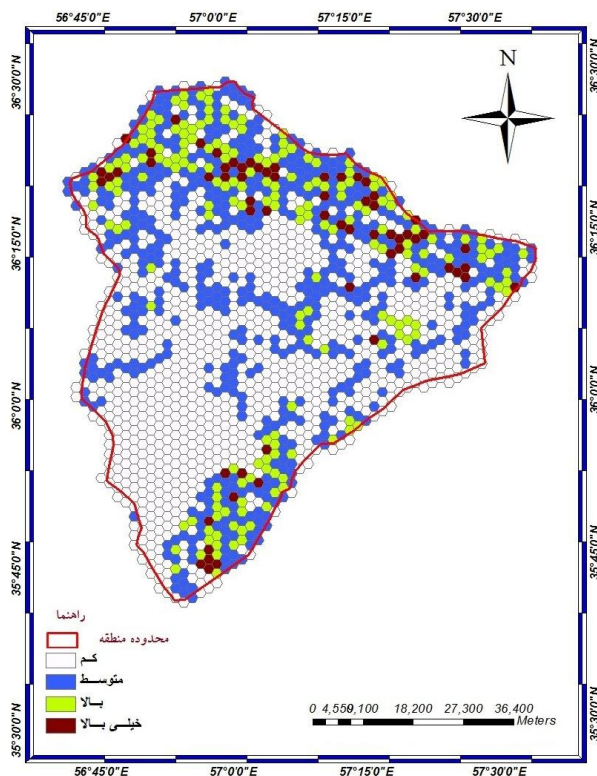 56°45'0"E 57°0'0"E 57°15'0"E 57°30'0"E
N
36°30'0"N 36°30'0"N
36°15'0"N 36°15'0"N
36°0'0"N 36°0'0"N
35°45'0"N 35°45'0"N
35°30'0"N 35°30'0"N
راهنما
محدوده منطقه
کم
متوسط
بالا
خیلی بالا
0 4,550 9,100 18,200 27,300 36,400
Meters
56°45'0"E 57°0'0"E 57°15'0"E 57°30'0"E